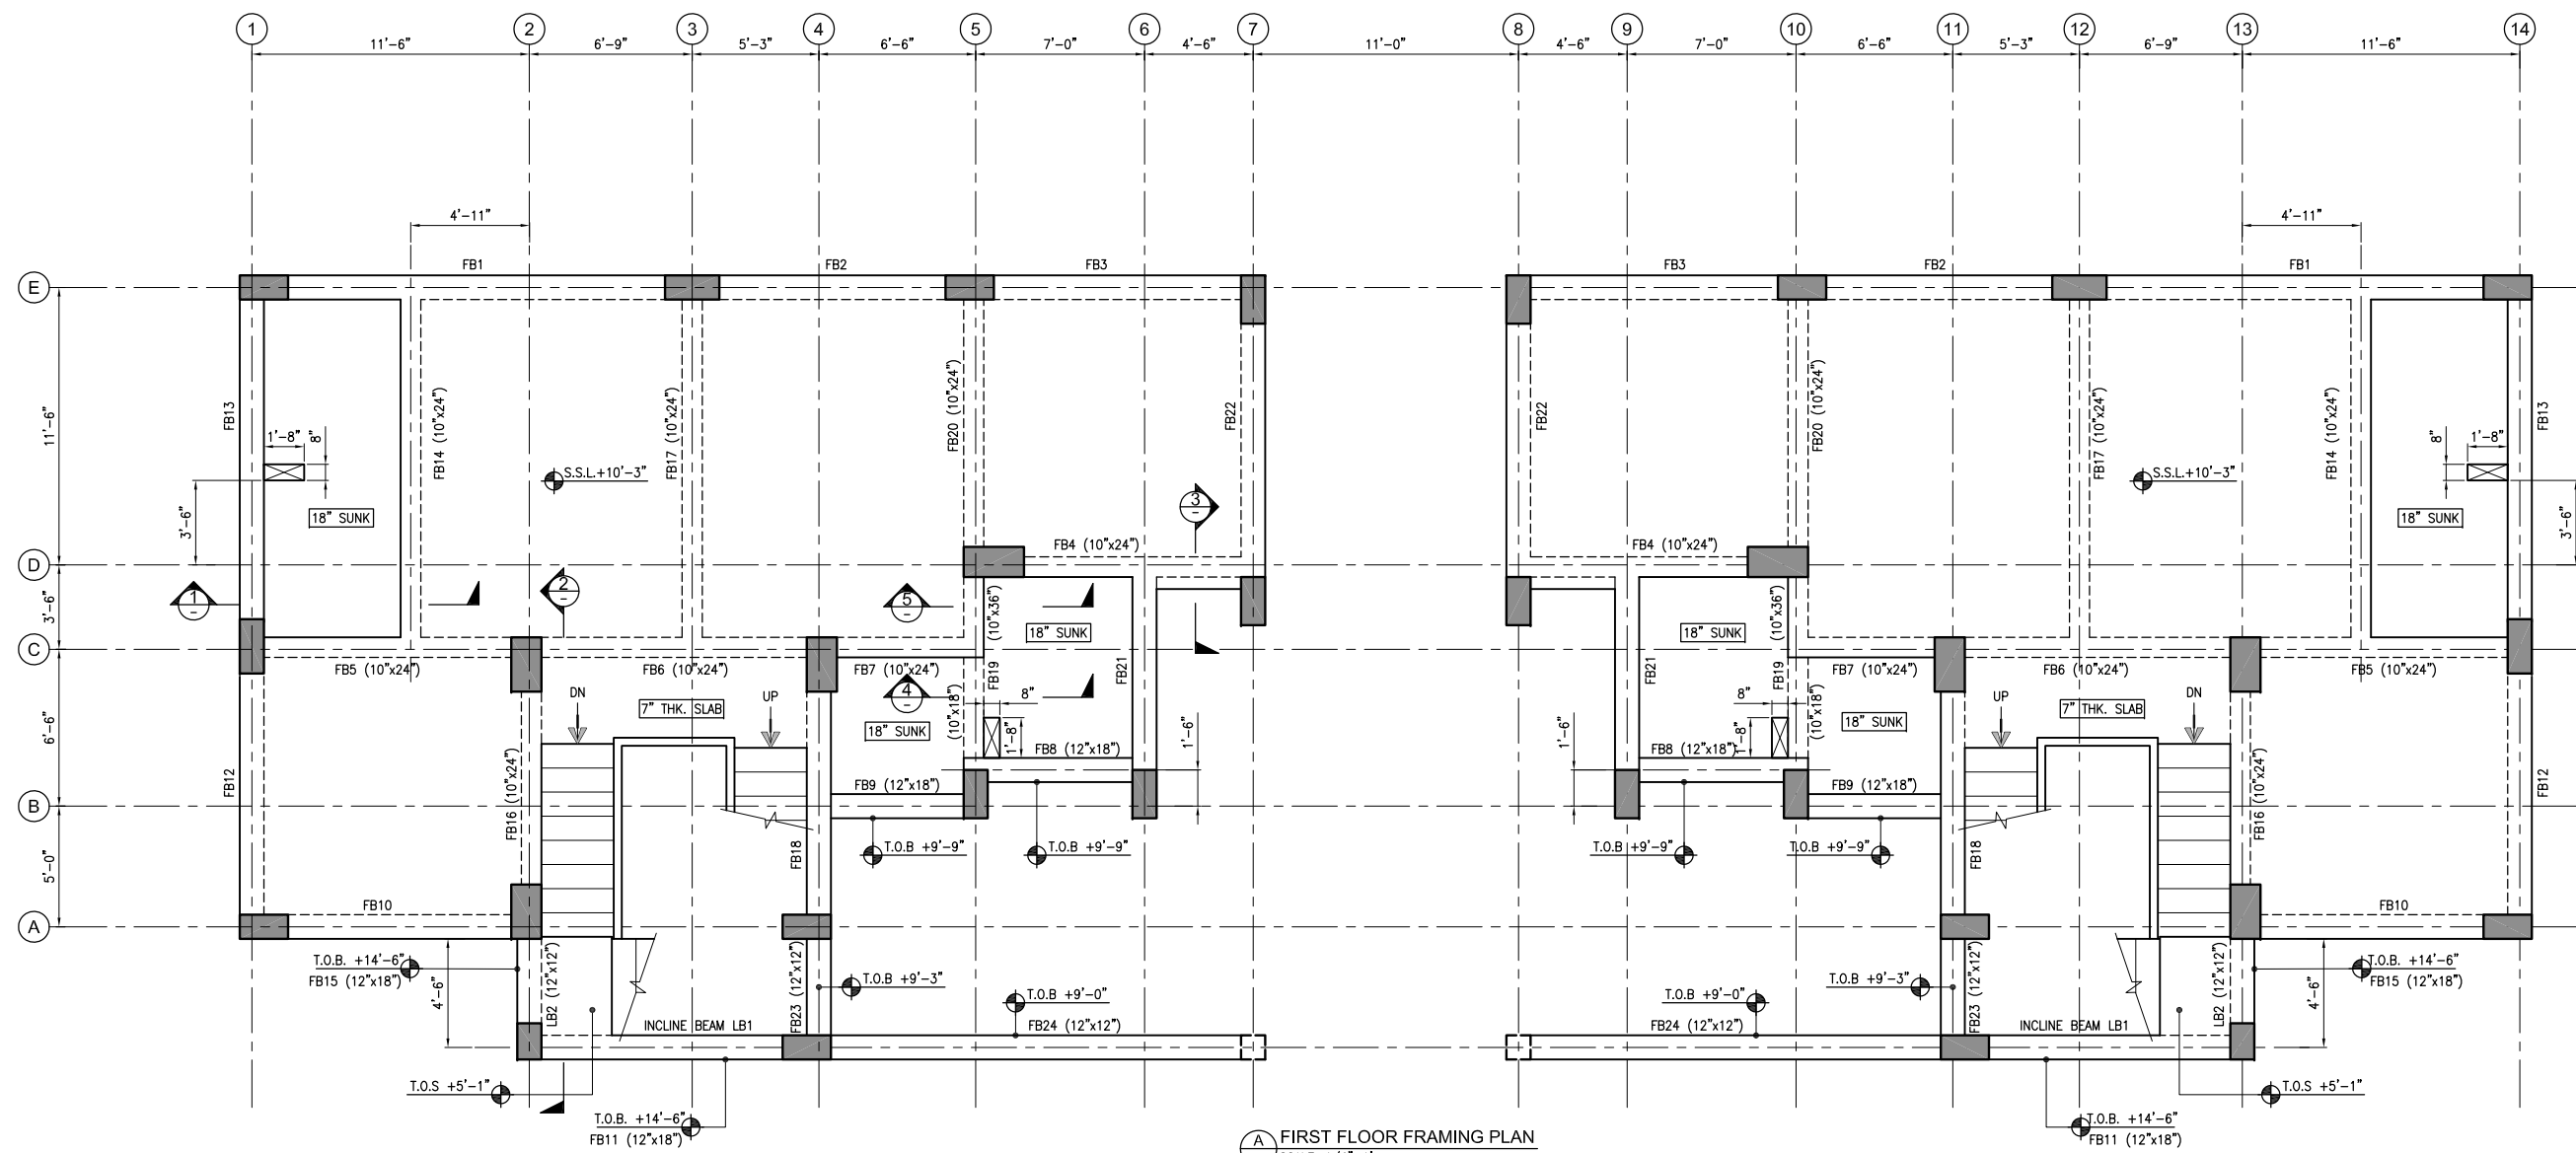 1 2 3 4 5 6 7 8 9 10 11 12 13 14
11'-6" 6'-9" 5'-3" 6'-6" 7'-0" 4'-6" 11'-0" 4'-6" 7'-0" 6'-6" 5'-3" 6'-9" 11'-6"
4'-11" 4'-11"
FB1 FB2 FB3 FB3 FB2 FB1
E
11'-6"
FB13
1'-8"
8"
FB14 (10"x24")
FB17 (10"x24")
FB20 (10"x24")
FB22
FB22
FB20 (10"x24")
FB17 (10"x24")
FB14 (10"x24")
8"
1'-8"
FB13
S.S.L.+10'-3" S.S.L.+10'-3"
3
-
3'-6"
18" SUNK 18" SUNK
3'-6"
FB4 (10"x24") FB4 (10"x24")
D
3'-6"
1
-
2
-
5
-
(10"x36")
(10"x36")
18" SUNK 18" SUNK
C
FB5 (10"x24") FB6 (10"x24") FB7 (10"x24") FB19 FB21 FB21 FB19 FB7 (10"x24") FB6 (10"x24") FB5 (10"x24")
6'-6"
DN UP 4
-
8" 8" UP DN
7" THK. SLAB 7" THK. SLAB
(10"x18")
(10"x18")
18" SUNK 18" SUNK
1'-8"
1'-6"
1'-6"
1'-8"
FB8 (12"x18") FB8 (12"x18")
FB12
FB16 (10"x24")
FB9 (12"x18") FB9 (12"x18")
FB16 (10"x24")
FB12
B
5'-0"
FB18
T.O.B +9'-9" T.O.B +9'-9" T.O.B +9'-9" T.O.B +9'-9"
FB18
FB10 FB10
A
T.O.B. +14'-6"
FB15 (12"x18")
4'-6"
LB2 (12"x12")
FB23 (12"x12")
T.O.B +9'-3" T.O.B +9'-3"
FB23 (12"x12")
LB2 (12"x12")
4'-6"
T.O.B. +14'-6"
FB15 (12"x18")
T.O.B +9'-0" T.O.B +9'-0"
INCLINE BEAM LB1 FB24 (12"x12") FB24 (12"x12") INCLINE BEAM LB1
T.O.S +5'-1" T.O.S +5'-1"
T.O.B. +14'-6" T.O.B. +14'-6"
FB11 (12"x18") FB11 (12"x18")
A FIRST FLOOR FRAMING PLAN